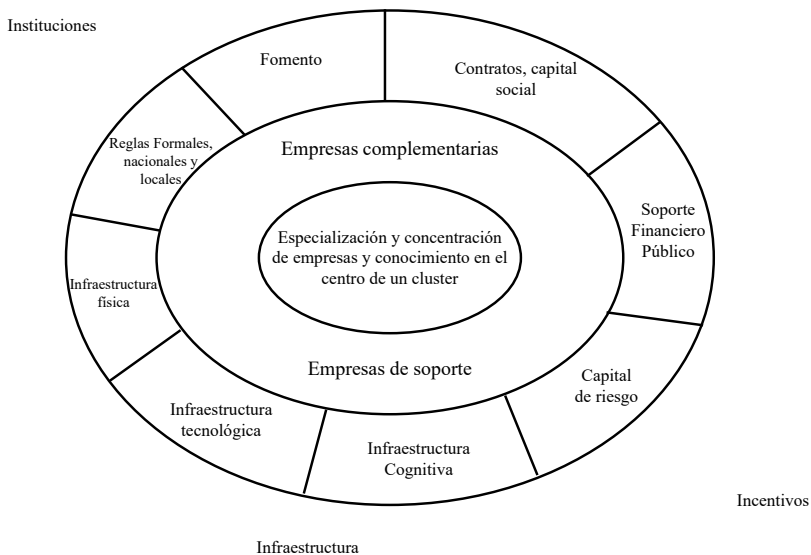 Instituciones
Fomento
Contratos, capital
social
Reglas Formales,
nacionales y
locales
Empresas complementarias
Soporte
Financiero
Público
Especialización y concentración
de empresas y conocimiento en el
centro de un cluster
Infraestructura
física
Empresas de soporte
Capital
de riesgo
Infraestructura
tecnológica
Infraestructura
Cognitiva
Incentivos
Infraestructura